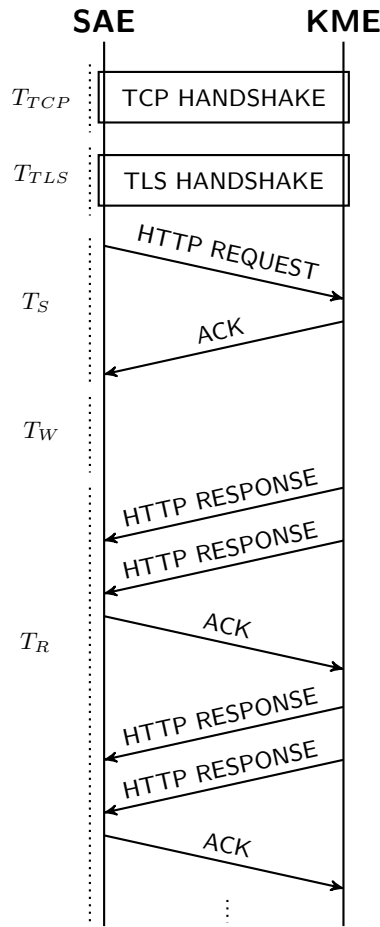 SAE KME
T_TCP TCP HANDSHAKE
T_TLS TLS HANDSHAKE
HTTP REQUEST
T_S
ACK
T_W
HTTP RESPONSE
HTTP RESPONSE
T_R ACK
HTTP RESPONSE
HTTP RESPONSE
ACK